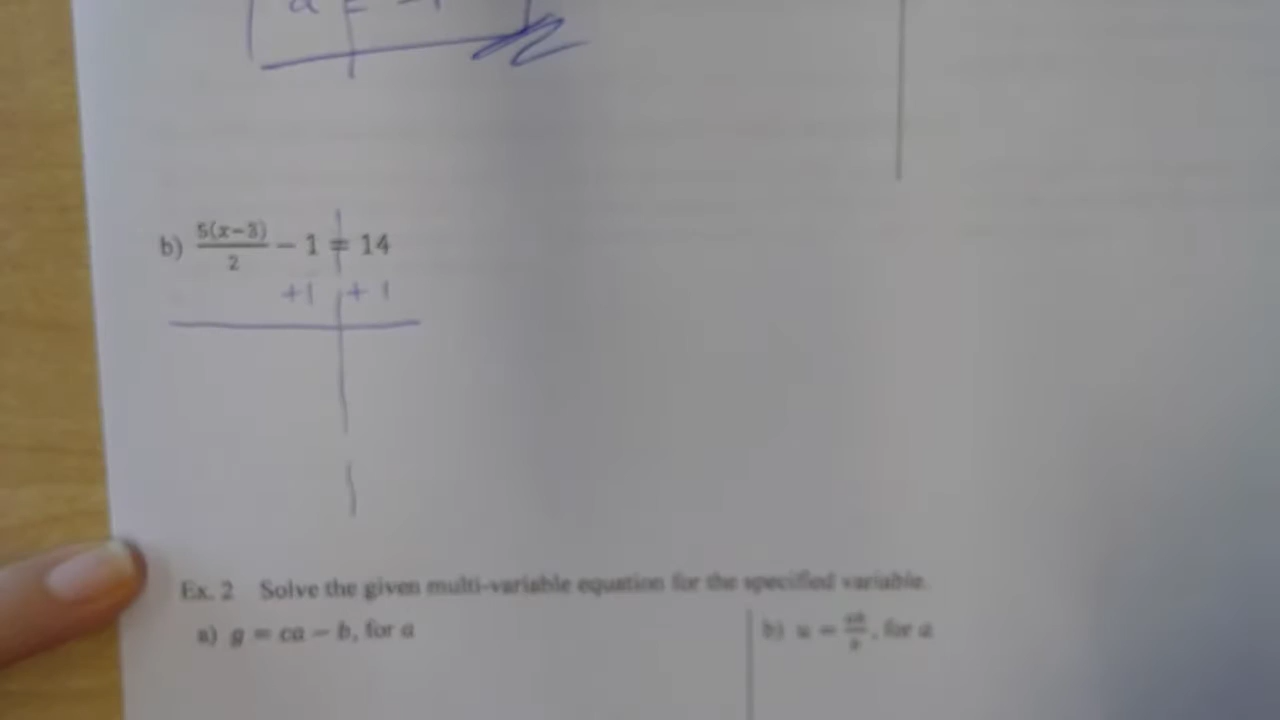 b) 5(x-3)/2 - 1 = 14
+1 + 1
Ex. 2 Solve the given multi-variable equation for the specified variable.
a) g = ca - b, for a
b) u = , for a